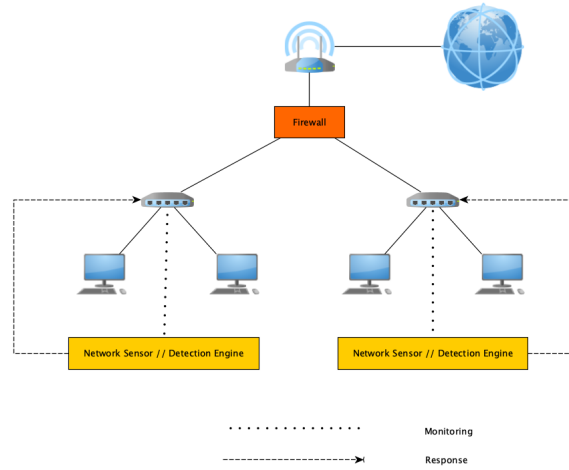 Firewall
Network Sensor // Detection Engine
Network Sensor // Detection Engine
Monitoring
Response